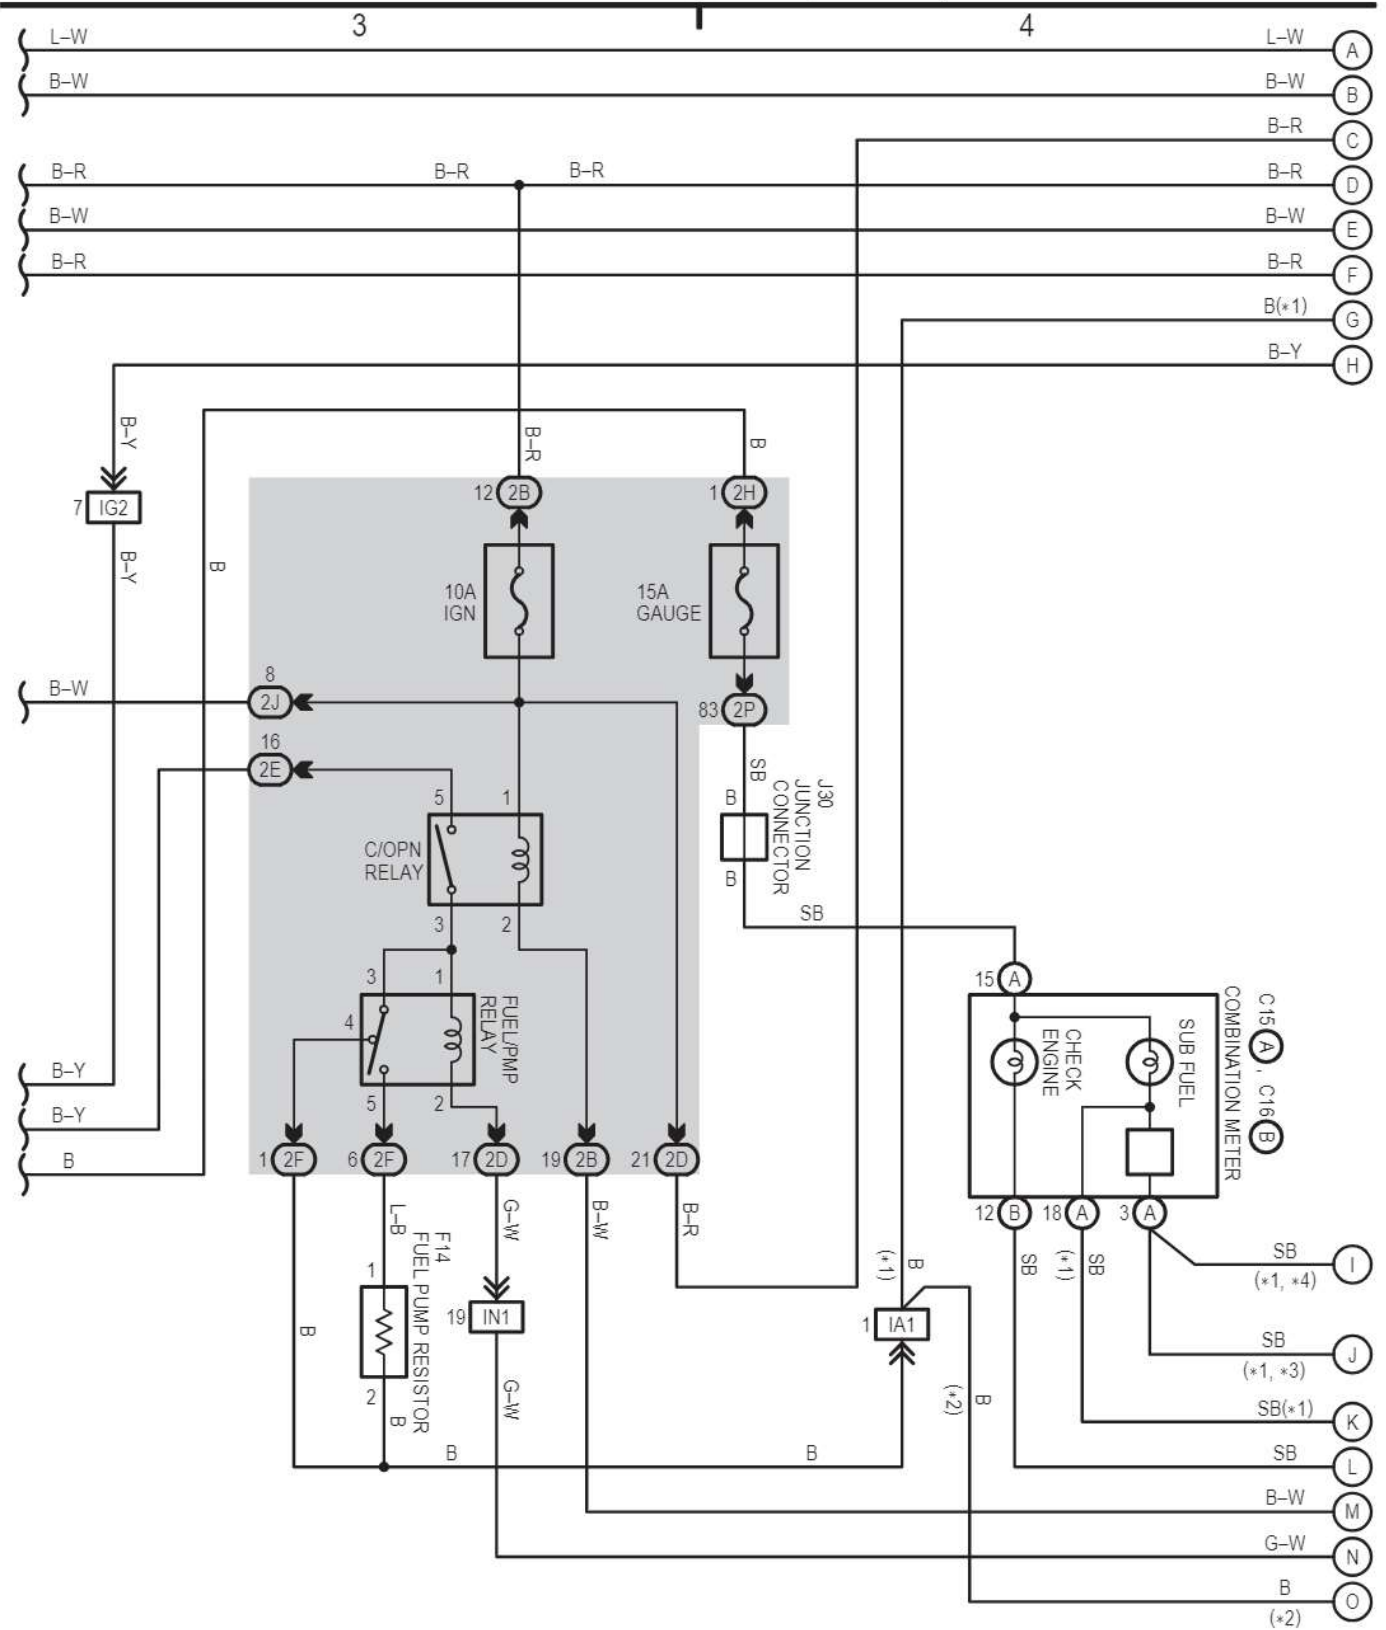 3
4
L–W
L–W
A
B–W
B–W
B
B–R
C
B–R
B–R
B–R
B–R
D
B–W
B–W
E
B–R
B–R
F
B(*1)
G
B–Y
H
B–Y
B–R
B
7 IG2
12 2B
1 2H
B–Y
B
10A
IGN
15A
GAUGE
B–W
8
2J
83 2P
16
2E
SB
J30
JUNCTION
CONNECTOR
B
B
5
1
C/OPN
RELAY
3
2
SB
3
1
4
FUEL/PMP
RELAY
5
2
15 A
C15 A , C16 B
COMBINATION METER
CHECK
ENGINE
SUB FUEL
B–Y
B–Y
B
1 2F
6 2F
17 2D
19 2B
21 2D
12 B
18 A
3 A
L–B
G–W
B–W
B–R
B
(*1)
SB
SB
(*1)
SB
(*1, *4)
I
F14
FUEL PUMP RESISTOR
1
2
B
B
19 IN1
G–W
1 IA1
SB
(*1, *3)
J
B
(*2)
SB(*1)
K
B
B
SB
L
B–W
M
G–W
N
B
(*2)
O